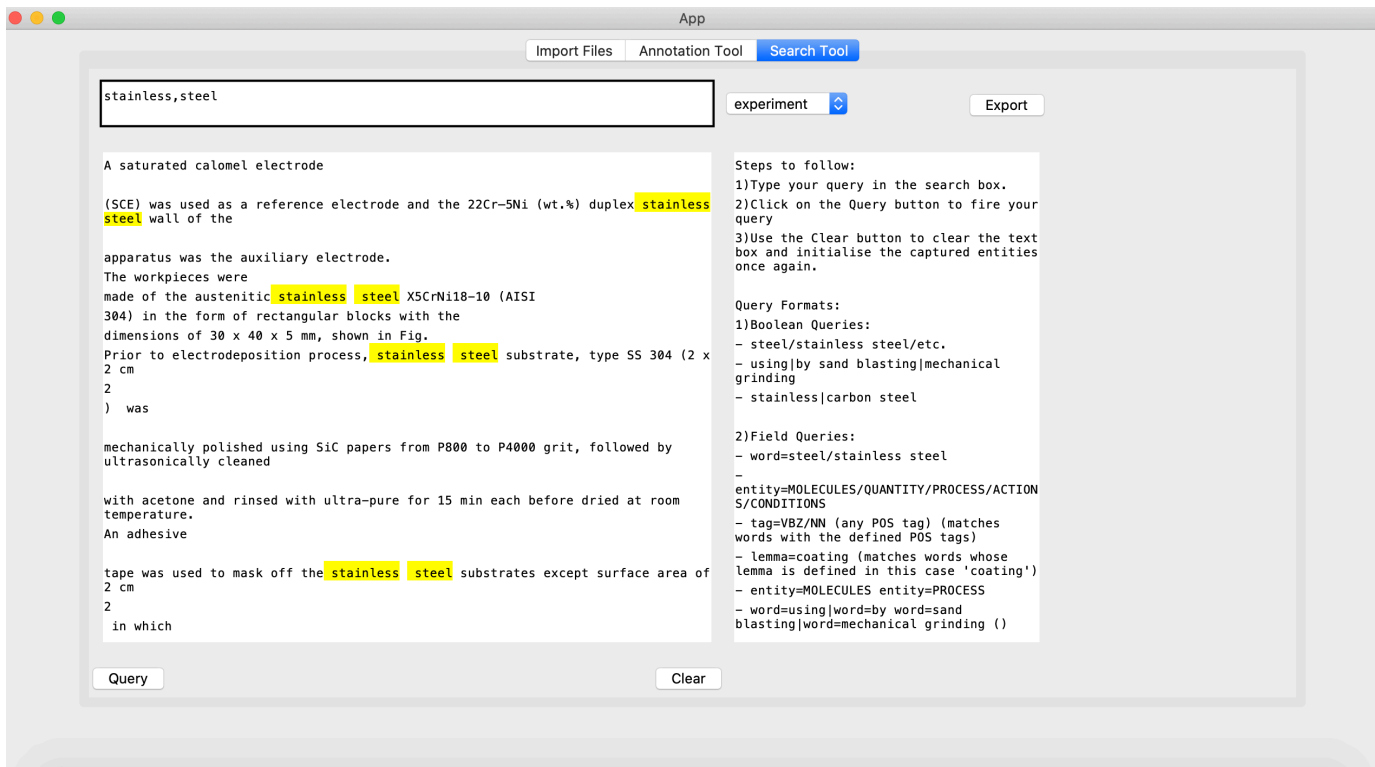 App
Import Files Annotation Tool Search Tool
stainless,steel
experiment
Export
A saturated calomel electrode
(SCE) was used as a reference electrode and the 22Cr–5Ni (wt.%) duplex stainless
steel wall of the
apparatus was the auxiliary electrode.
The workpieces were
made of the austenitic stainless steel X5CrNi18-10 (AISI
304) in the form of rectangular blocks with the
dimensions of 30 x 40 x 5 mm, shown in Fig.
Prior to electrodeposition process, stainless steel substrate, type SS 304 (2 x
2 cm
2
) was
mechanically polished using SiC papers from P800 to P4000 grit, followed by
ultrasonically cleaned
with acetone and rinsed with ultra-pure for 15 min each before dried at room
temperature.
An adhesive
tape was used to mask off the stainless steel substrates except surface area of
2 cm
2
in which
Steps to follow:
1)Type your query in the search box.
2)Click on the Query button to fire your
query
3)Use the Clear button to clear the text
box and initialise the captured entities
once again.
Query Formats:
1)Boolean Queries:
– steel/stainless steel/etc.
– using|by sand blasting|mechanical
grinding
– stainless|carbon steel
2)Field Queries:
– word=steel/stainless steel
–
entity=MOLECULES/QUANTITY/PROCESS/ACTION
S/CONDITIONS
– tag=VBZ/NN (any POS tag) (matches
words with the defined POS tags)
– lemma=coating (matches words whose
lemma is defined in this case 'coating')
– entity=MOLECULES entity=PROCESS
– word=using|word=by word=sand
blasting|word=mechanical grinding ()
Query
Clear